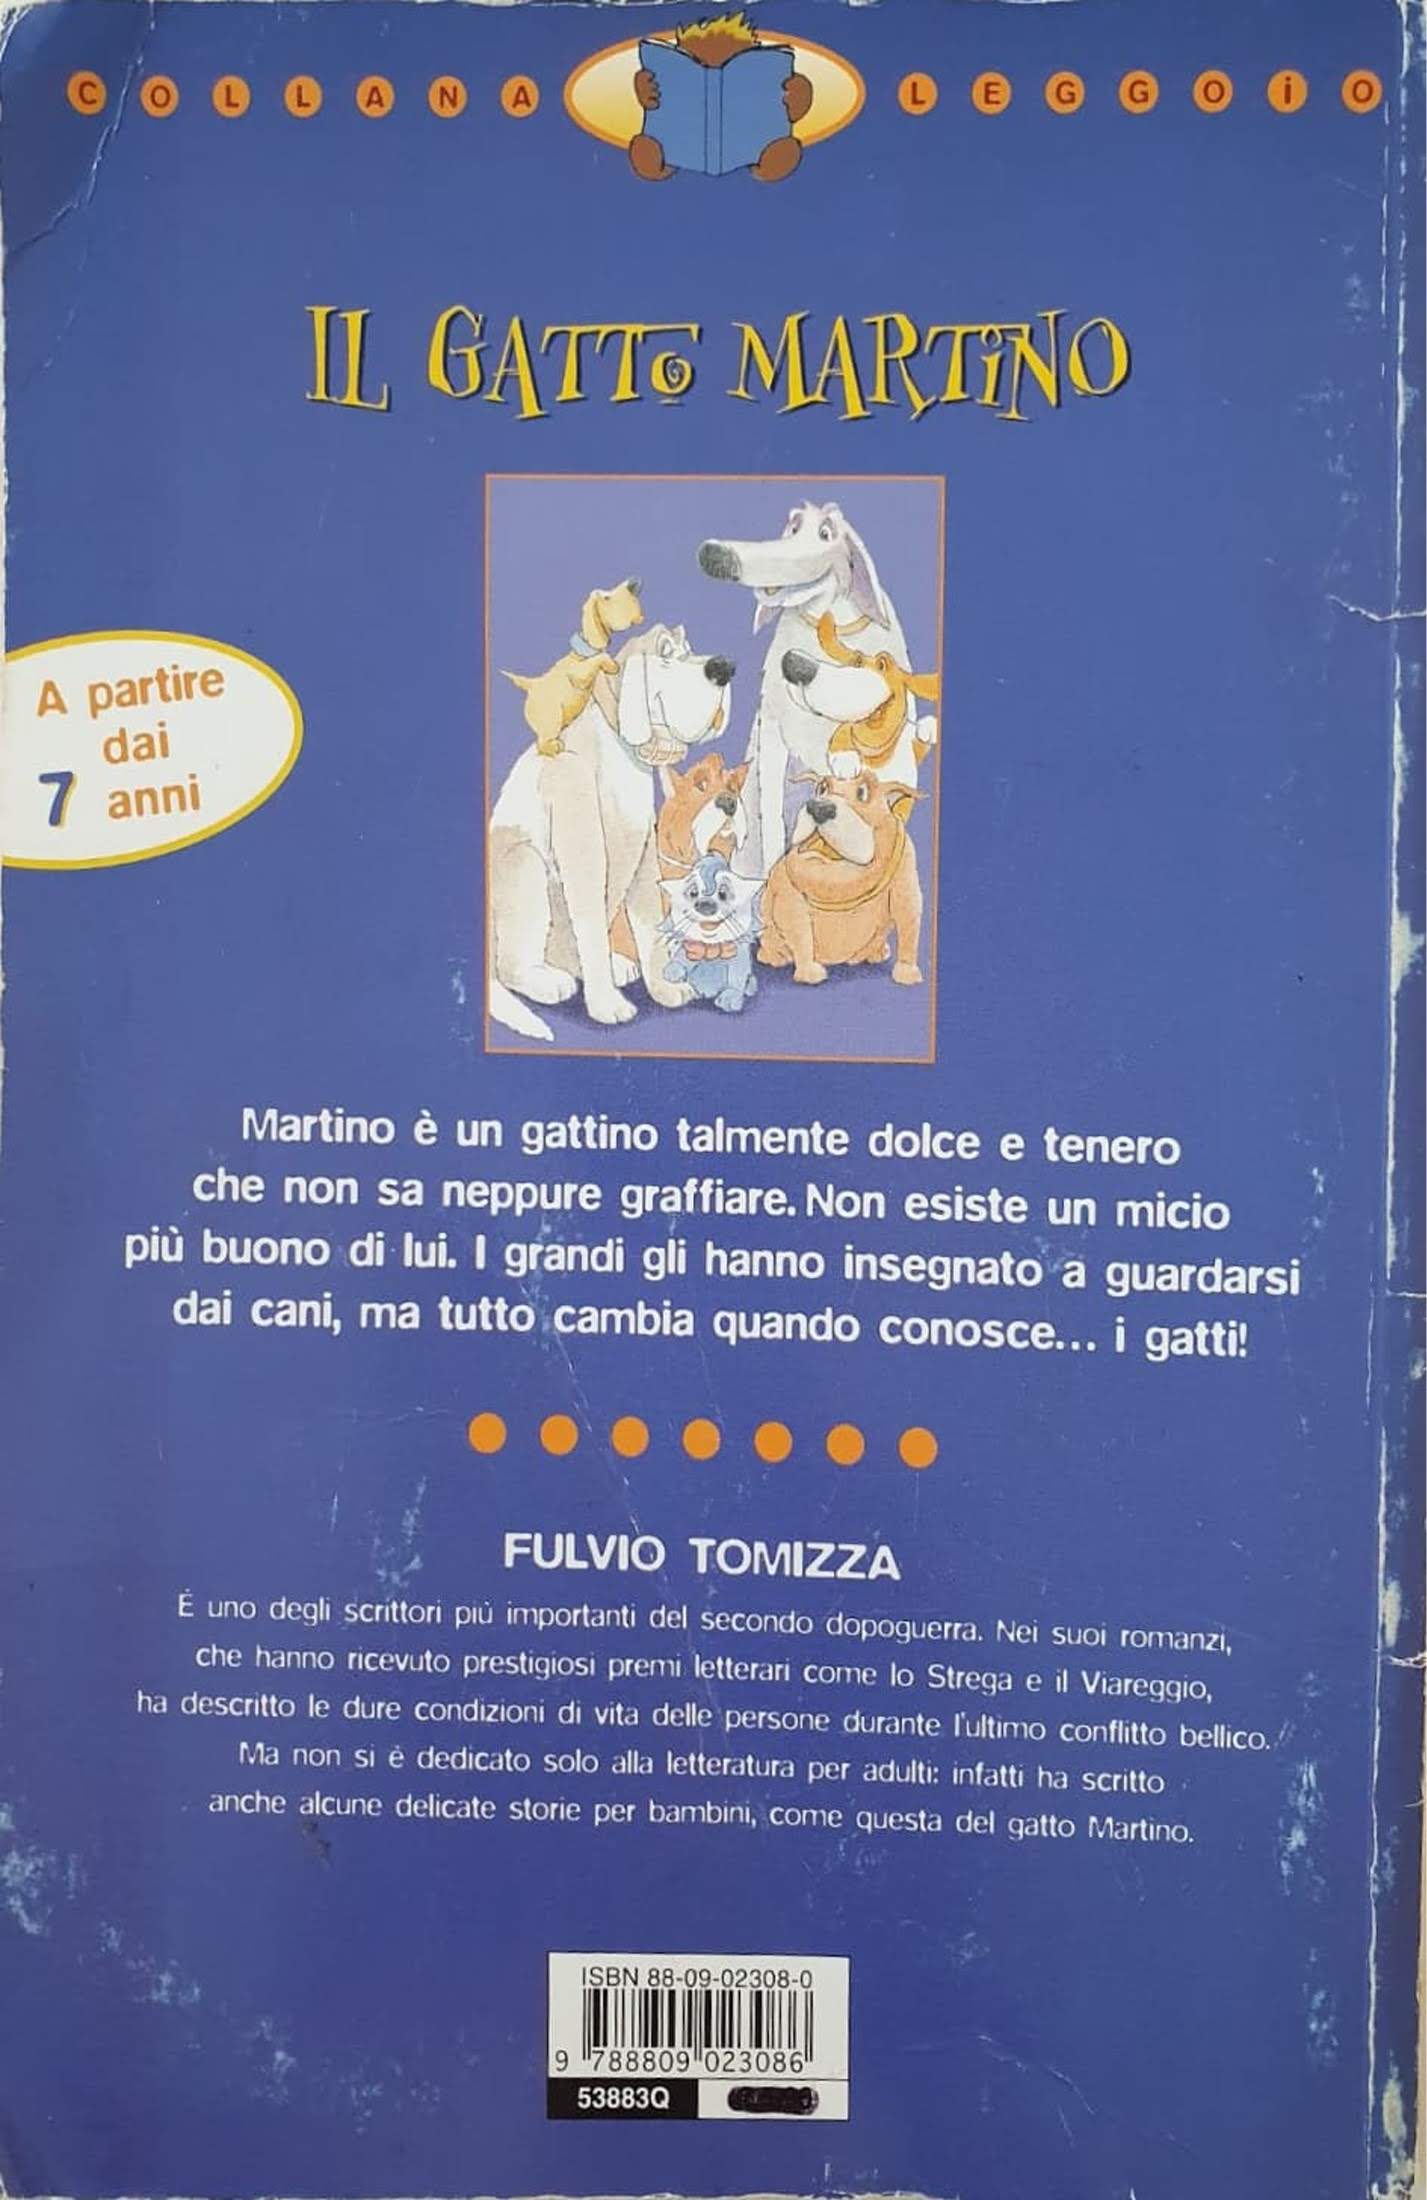 COLLANA LEGGOiO
IL GATTO MARTiNO
A partire
dai
7 anni
Martino è un gattino talmente dolce e tenero
che non sa neppure graffiare. Non esiste un micio
più buono di lui. I grandi gli hanno insegnato a guardarsi
dai cani, ma tutto cambia quando conosce... i gatti!
FULVIO TOMIZZA
È uno degli scrittori più importanti del secondo dopoguerra. Nei suoi romanzi,
che hanno ricevuto prestigiosi premi letterari come lo Strega e il Viareggio,
ha descritto le dure condizioni di vita delle persone durante l'ultimo conflitto bellico.
Ma non si è dedicato solo alla letteratura per adulti: infatti ha scritto
anche alcune delicate storie per bambini, come questa del gatto Martino.
ISBN 88-09-02308-0
9 788809 023086
53883Q